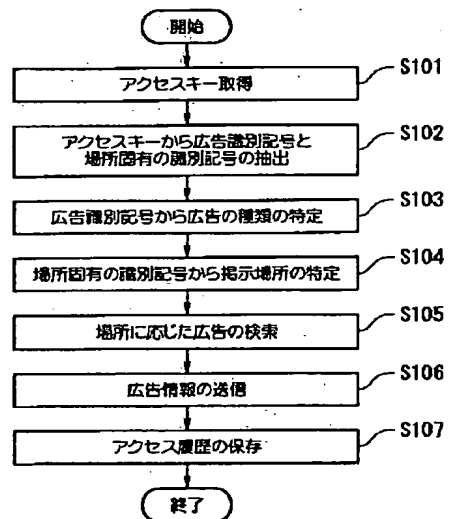 開始
アクセスキー取得
S101
アクセスキーから広告識別記号と
場所固有の識別記号の抽出
S102
広告識別記号から広告の種類の特定
S103
場所固有の識別記号から掲示場所の特定
S104
場所に応じた広告の検索
S105
広告情報の送信
S106
アクセス履歴の保存
S107
終了